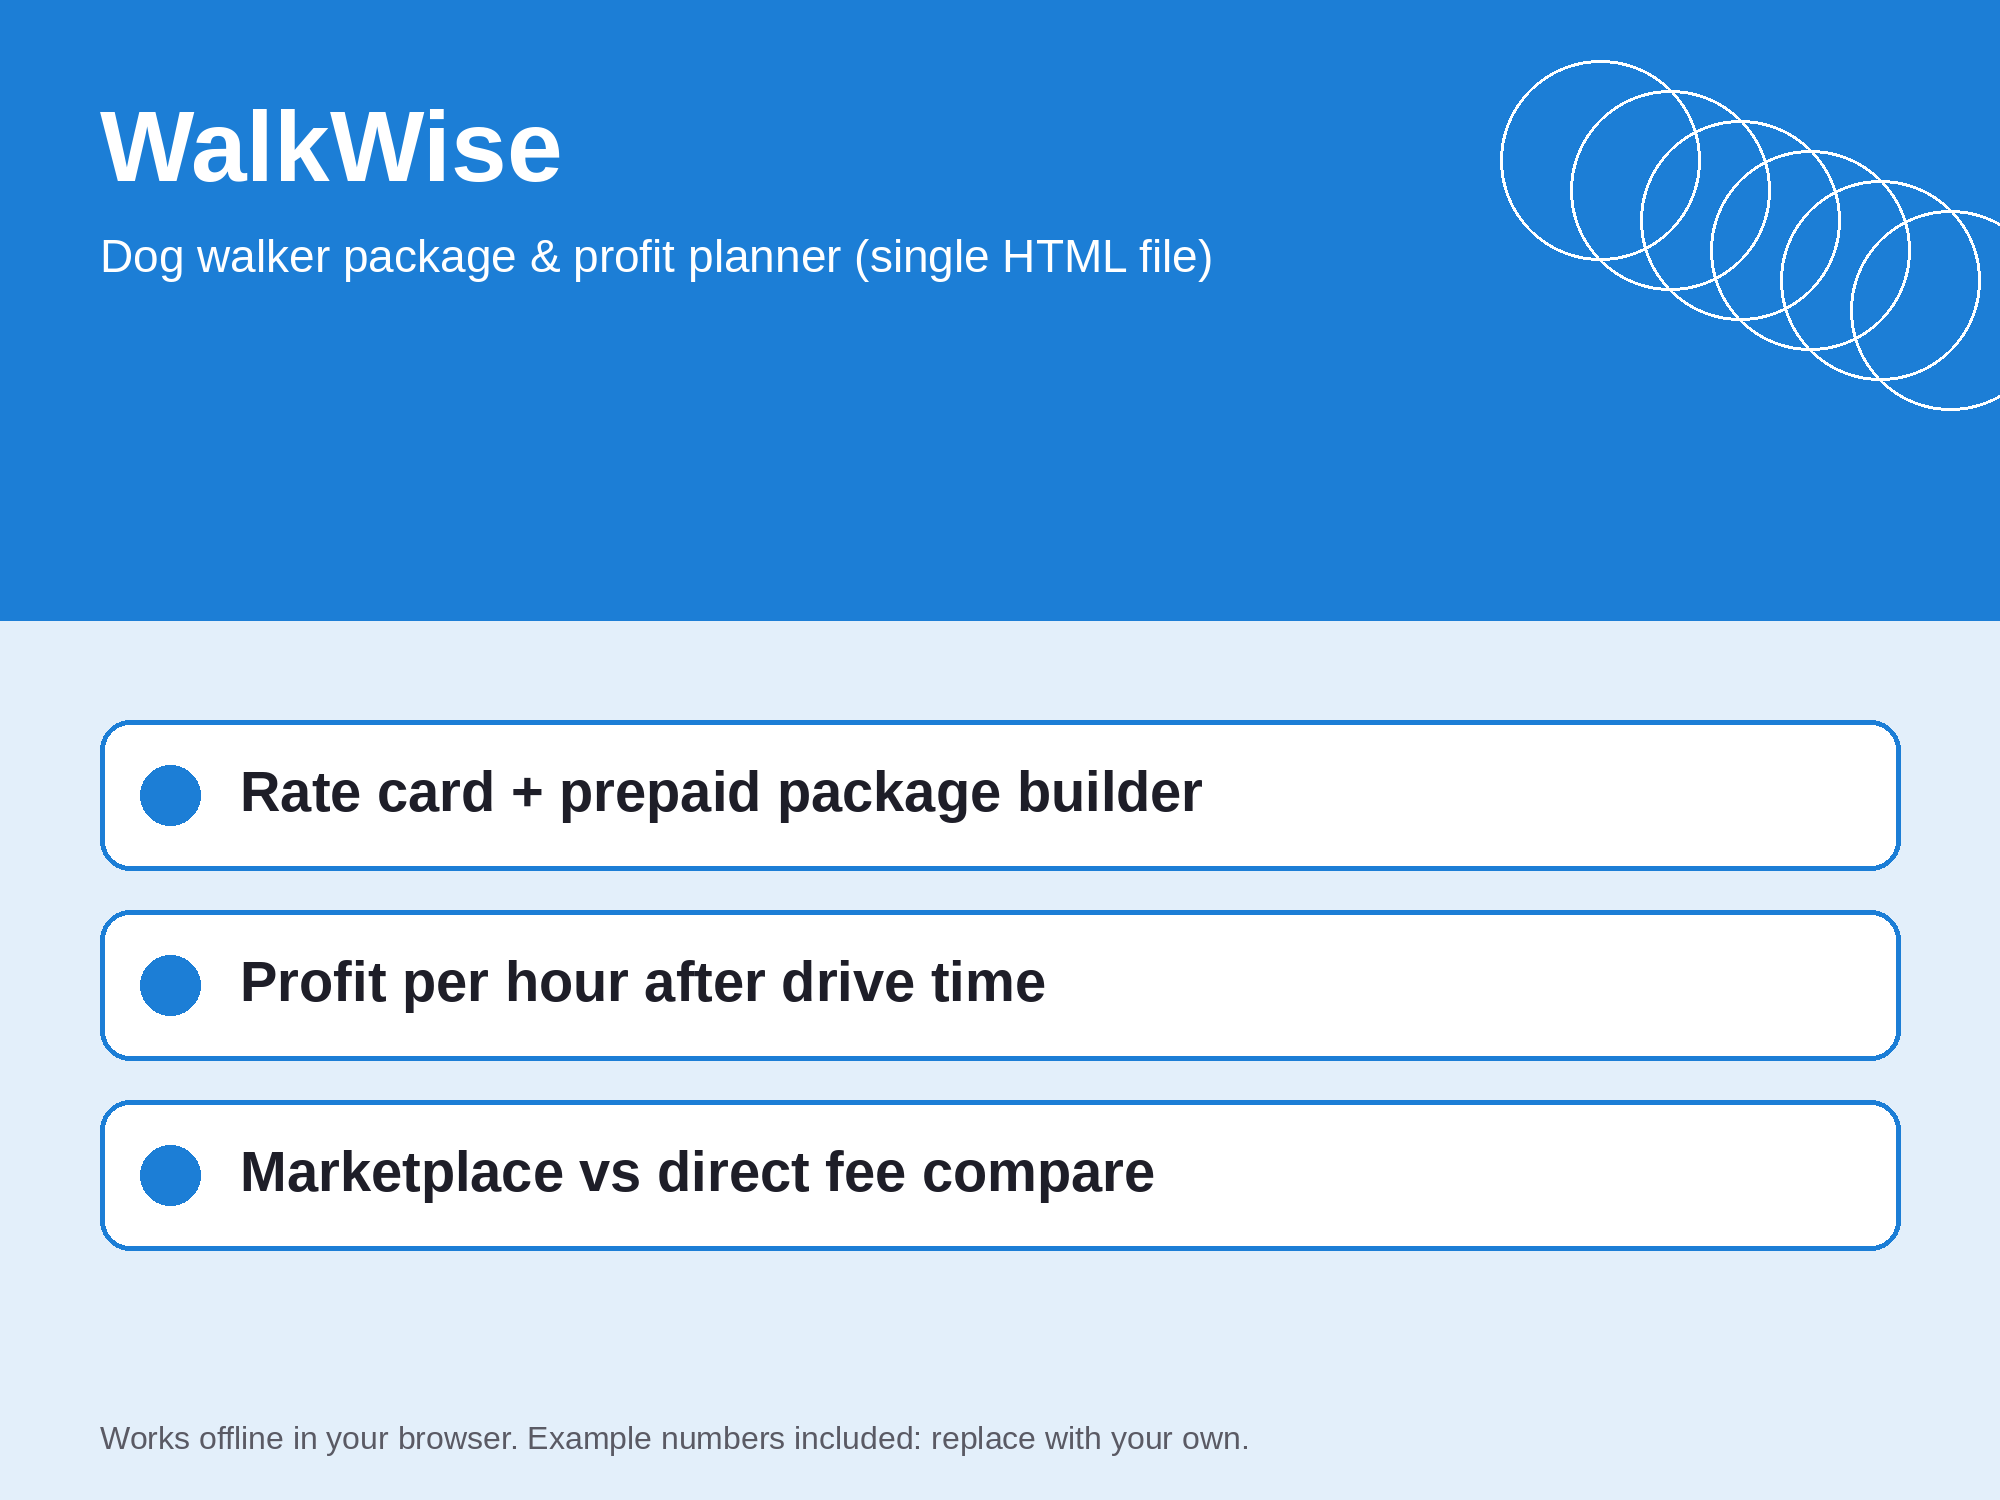 WalkWise
Dog walker package & profit planner (single HTML file)
Rate card + prepaid package builder
Profit per hour after drive time
Marketplace vs direct fee compare
Works offline in your browser. Example numbers included: replace with your own.